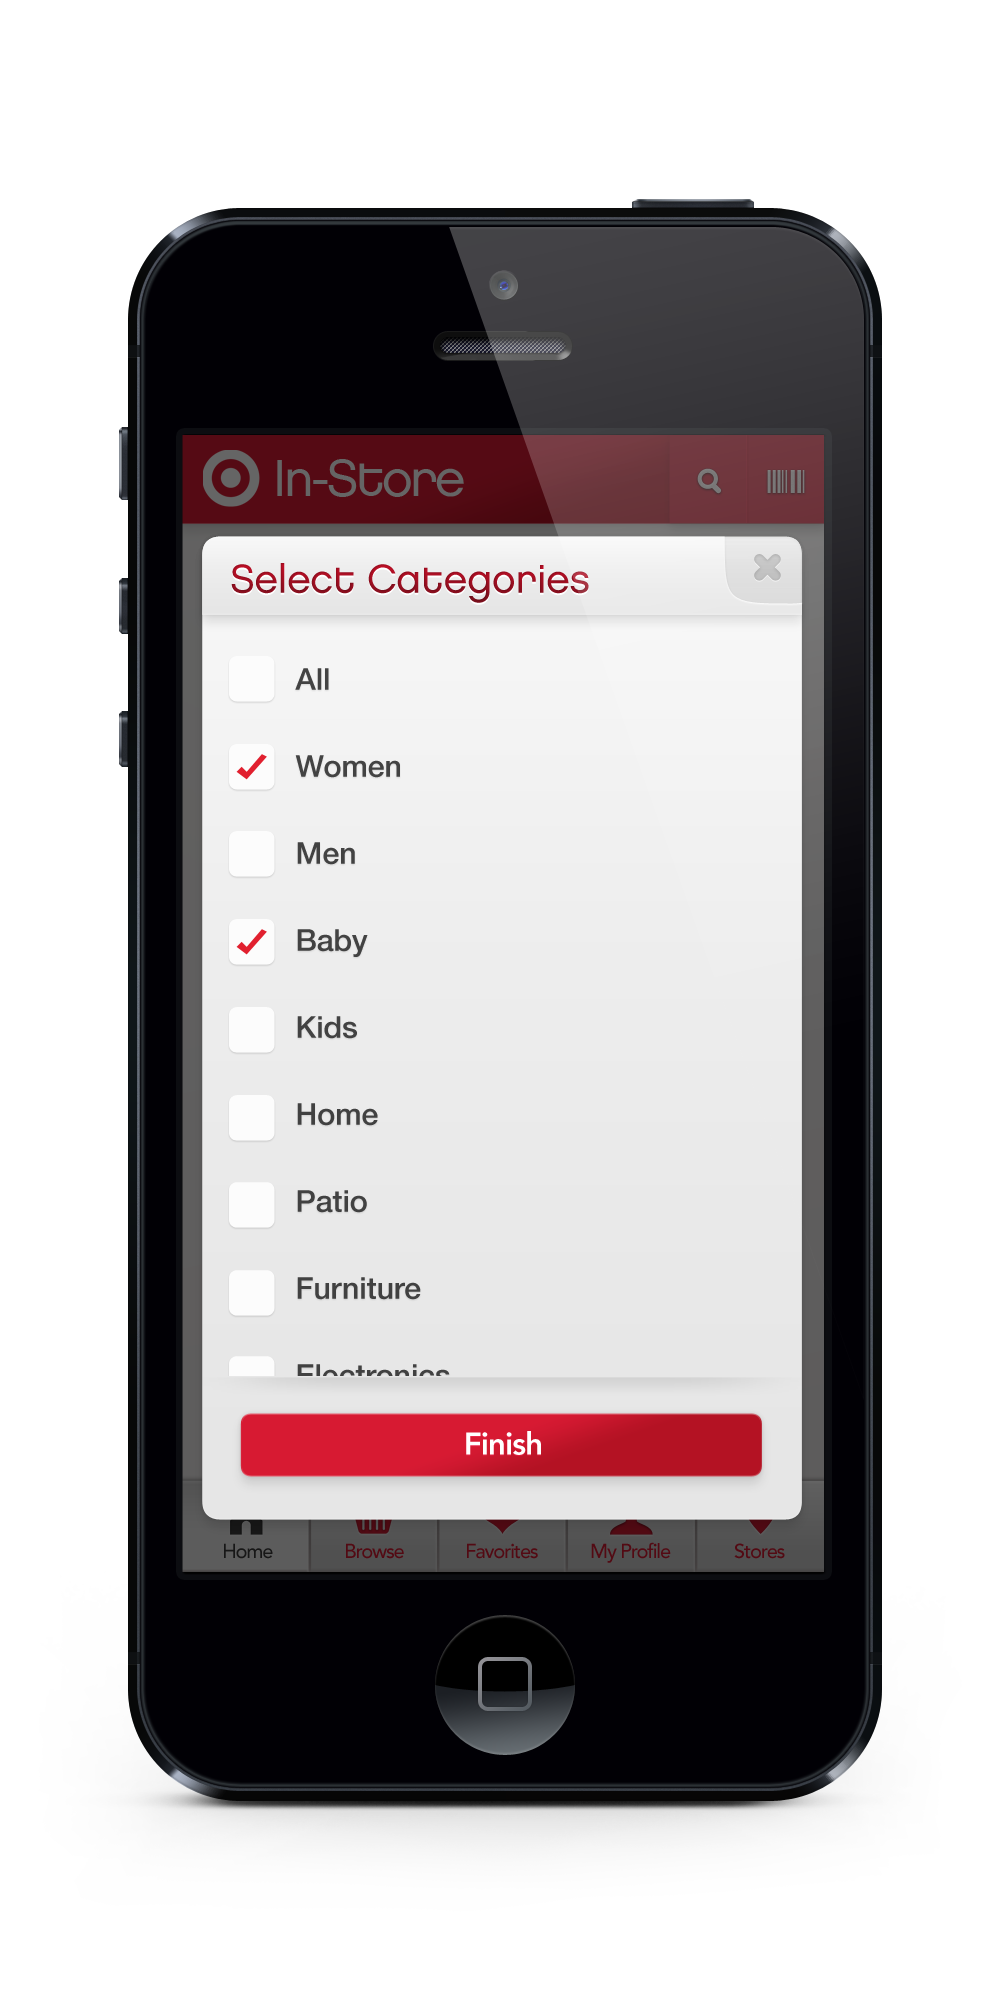 In-Store
Select Categories
All
Women
Men
Baby
Kids
Home
Patio
Furniture
Electronics
Finish
Home
Browse
Favorites
My Profile
Stores